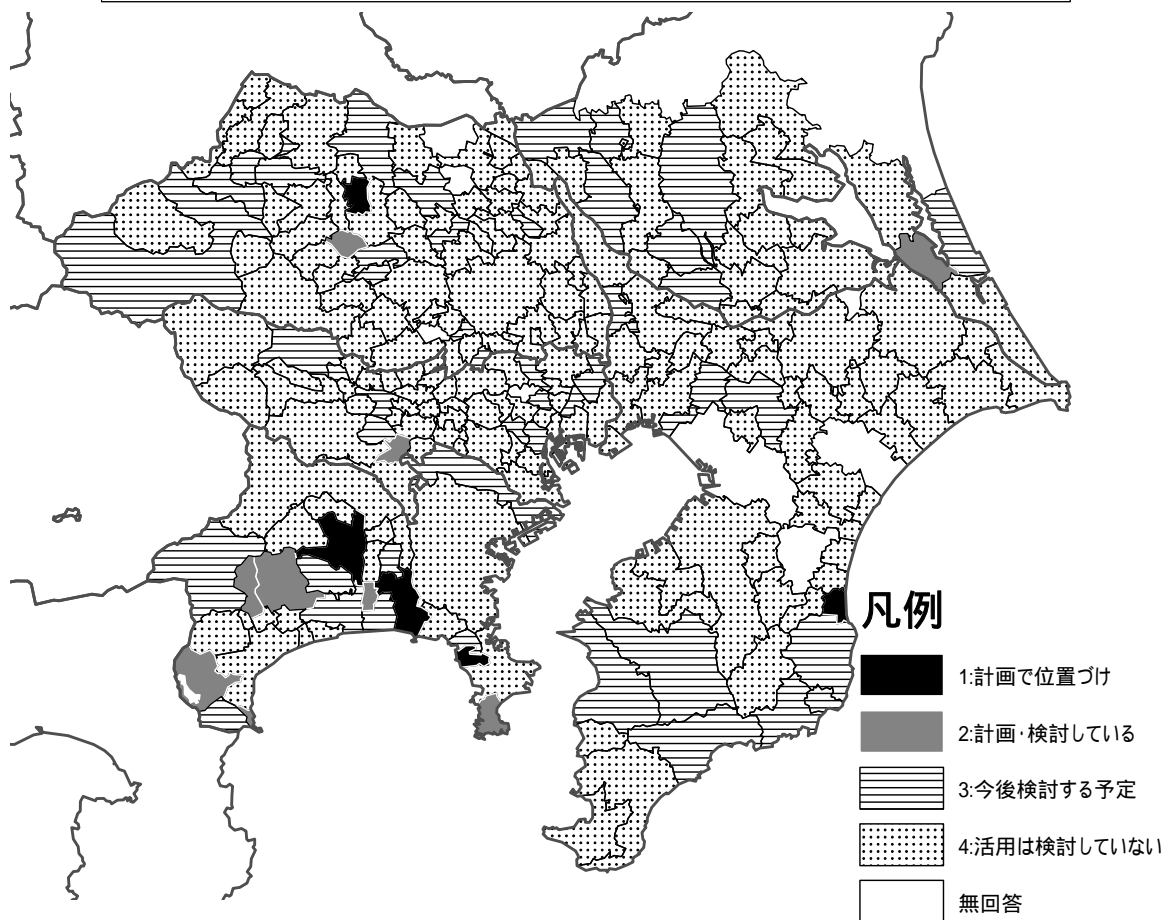 凡例
1:計画で位置づけ
2:計画・検討している
3:今後検討する予定
4:活用は検討していない
無回答